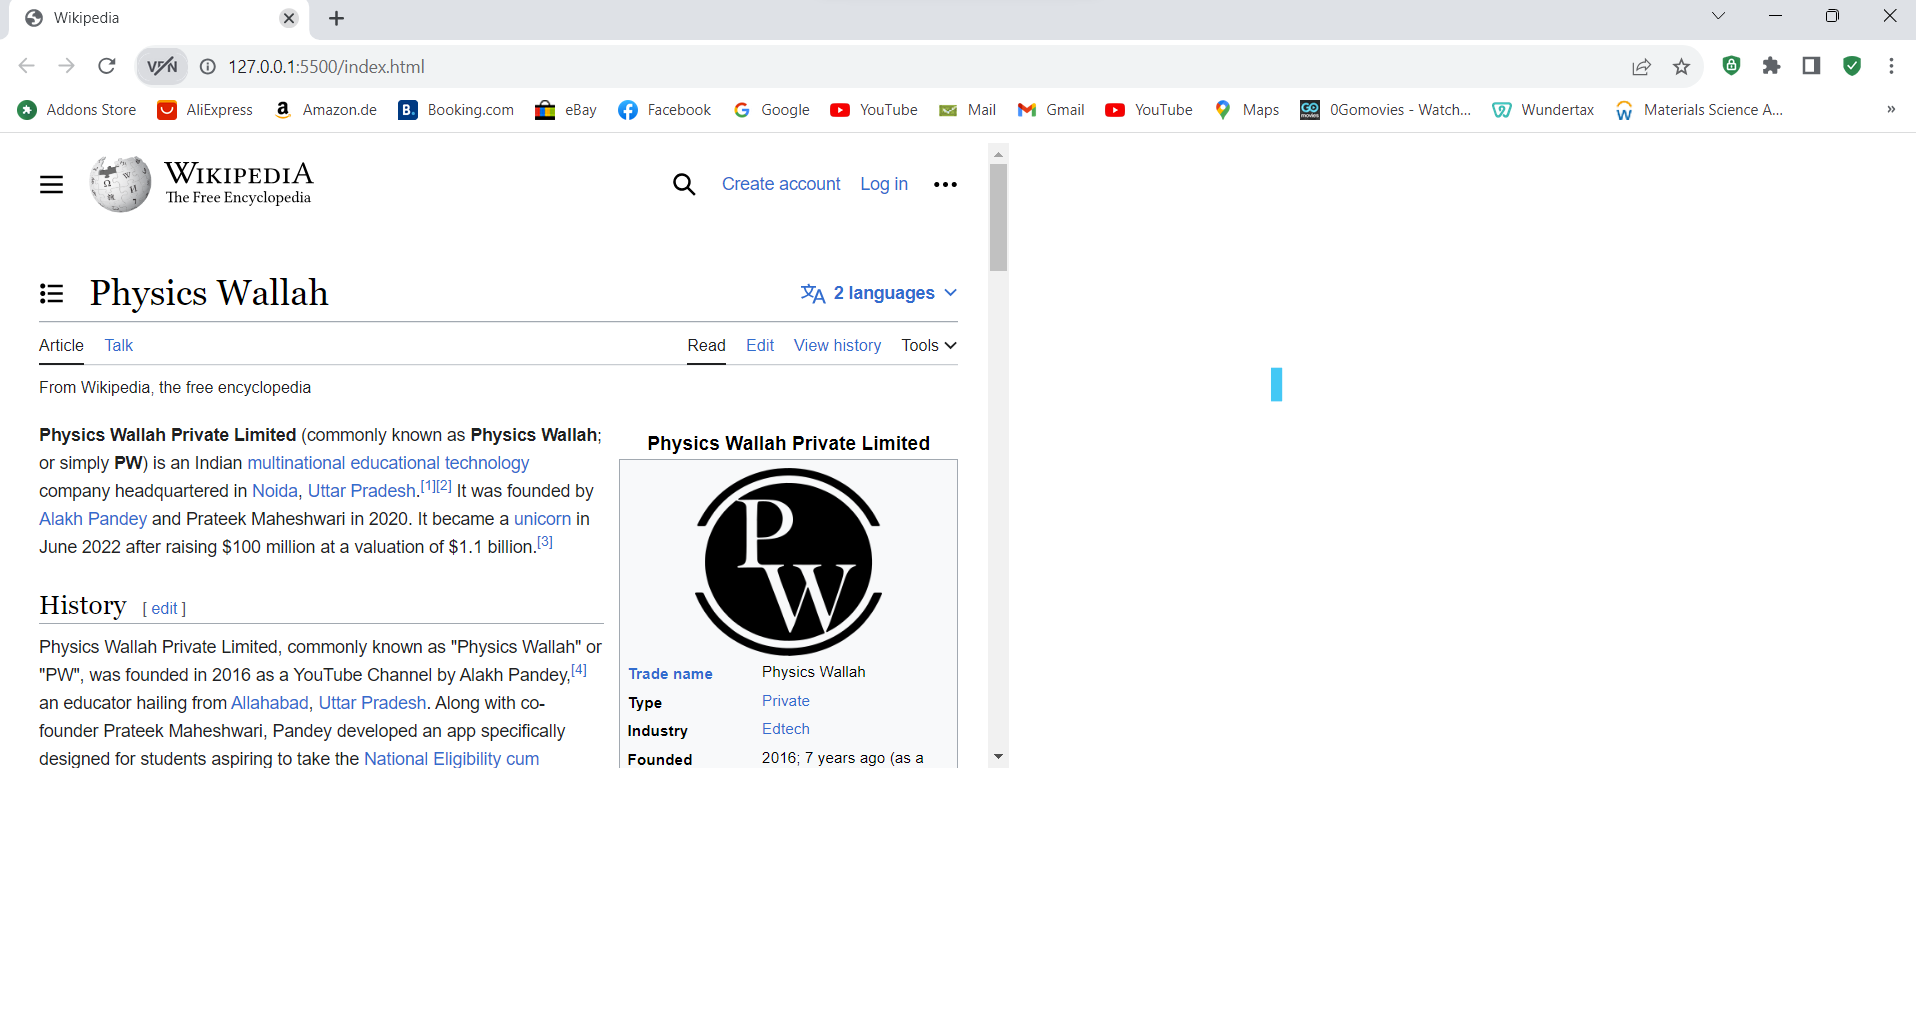 Wikipedia
VPN 127.0.0.1:5500/index.html
Addons Store AliExpress Amazon.de Booking.com eBay Facebook Google YouTube Mail Gmail YouTube Maps 0Gomovies - Watch... Wundertax Materials Science A... »
WIKIPEDIA
The Free Encyclopedia
Create account Log in
Physics Wallah
2 languages
Article Talk Read Edit View history Tools
From Wikipedia, the free encyclopedia
Physics Wallah Private Limited (commonly known as Physics Wallah;
or simply PW) is an Indian multinational educational technology
company headquartered in Noida, Uttar Pradesh.[1][2] It was founded by
Alakh Pandey and Prateek Maheshwari in 2020. It became a unicorn in
June 2022 after raising $100 million at a valuation of $1.1 billion.[3]
History [ edit ]
Physics Wallah Private Limited, commonly known as "Physics Wallah" or
"PW", was founded in 2016 as a YouTube Channel by Alakh Pandey,[4]
an educator hailing from Allahabad, Uttar Pradesh. Along with co-
founder Prateek Maheshwari, Pandey developed an app specifically
designed for students aspiring to take the National Eligibility cum
Physics Wallah Private Limited
P
W
Trade name Physics Wallah
Type Private
Industry Edtech
Founded 2016; 7 years ago (as a